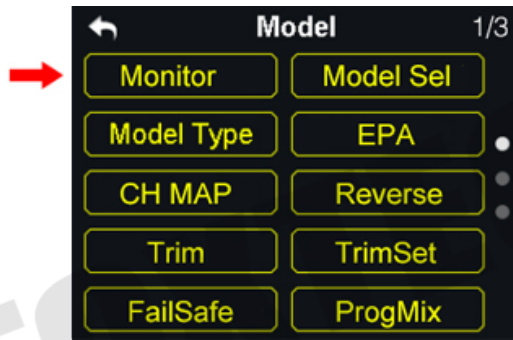 Model 1/3
Monitor Model Sel
Model Type EPA
CH MAP Reverse
Trim TrimSet
FailSafe ProgMix